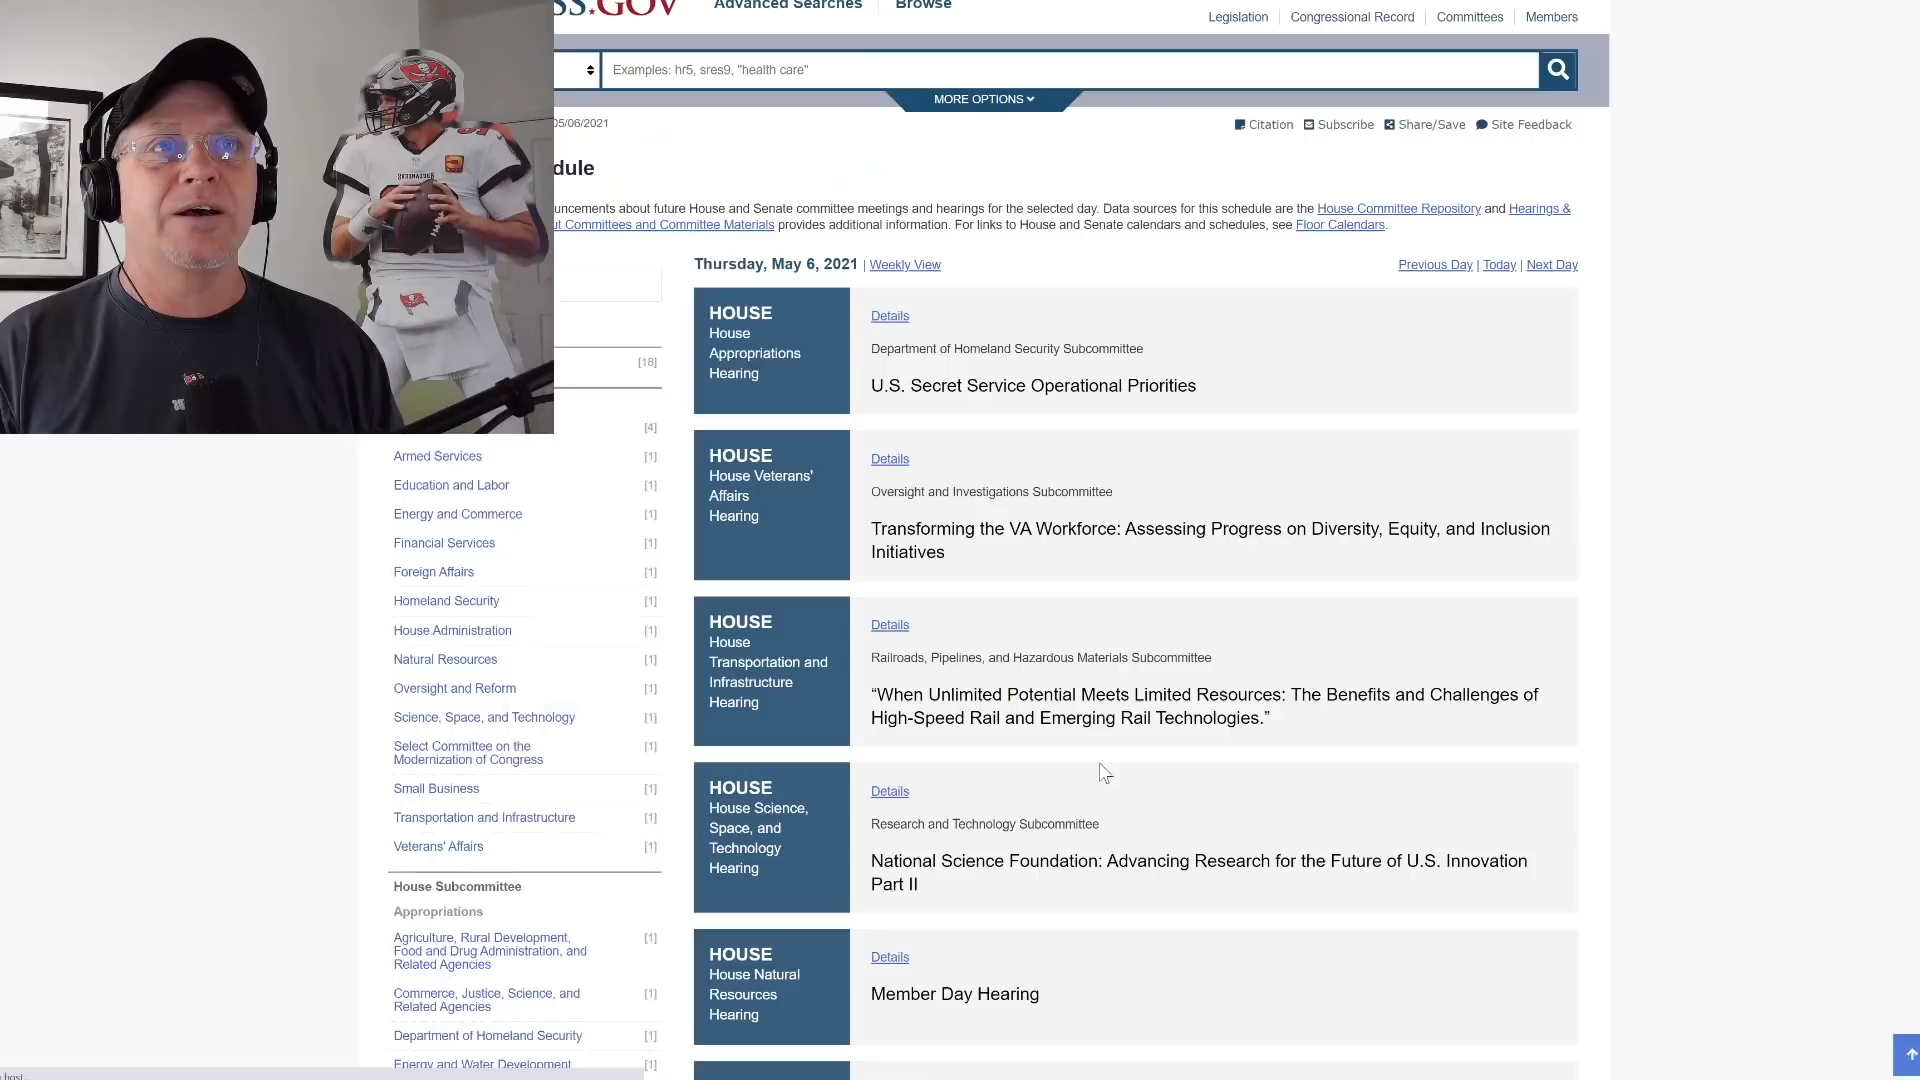 SS.GOV
Advanced Searches
Browse
Legislation
Congressional Record
Committees
Members
Examples: hr5, sres9, "health care"
MORE OPTIONS
05/06/2021
Citation
Subscribe
Share/Save
Site Feedback
dule
uncements about future House and Senate committee meetings and hearings for the selected day. Data sources for this schedule are the House Committee Repository and Hearings &
ut Committees and Committee Materials provides additional information. For links to House and Senate calendars and schedules, see Floor Calendars.
Thursday, May 6, 2021 | Weekly View
Previous Day | Today | Next Day
[18]
[4]
Armed Services [1]
Education and Labor [1]
Energy and Commerce [1]
Financial Services [1]
Foreign Affairs [1]
Homeland Security [1]
House Administration [1]
Natural Resources [1]
Oversight and Reform [1]
Science, Space, and Technology [1]
Select Committee on the [1]
Modernization of Congress
Small Business [1]
Transportation and Infrastructure [1]
Veterans' Affairs [1]
House Subcommittee
Appropriations
Agriculture, Rural Development, [1]
Food and Drug Administration, and
Related Agencies
Commerce, Justice, Science, and [1]
Related Agencies
Department of Homeland Security [1]
Energy and Water Development [1]
HOUSE
House
Appropriations
Hearing
Details
Department of Homeland Security Subcommittee
U.S. Secret Service Operational Priorities
HOUSE
House Veterans'
Affairs
Hearing
Details
Oversight and Investigations Subcommittee
Transforming the VA Workforce: Assessing Progress on Diversity, Equity, and Inclusion
Initiatives
HOUSE
House
Transportation and
Infrastructure
Hearing
Details
Railroads, Pipelines, and Hazardous Materials Subcommittee
“When Unlimited Potential Meets Limited Resources: The Benefits and Challenges of
High-Speed Rail and Emerging Rail Technologies.”
HOUSE
House Science,
Space, and
Technology
Hearing
Details
Research and Technology Subcommittee
National Science Foundation: Advancing Research for the Future of U.S. Innovation
Part II
HOUSE
House Natural
Resources
Hearing
Details
Member Day Hearing
host